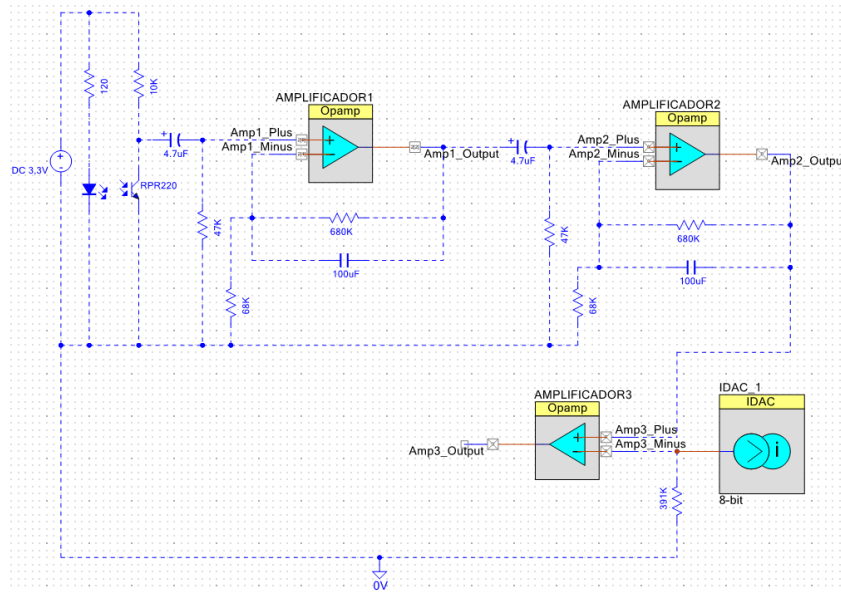 120
10K
AMPLIFICADOR1
Opamp
Amp1_Plus
Amp1_Minus
Amp1_Output
4.7uF
DC 3.3V
RPR220
47K
680K
100uF
68K
AMPLIFICADOR2
Opamp
Amp2_Plus
Amp2_Minus
Amp2_Outpu
4.7uF
47K
680K
100uF
68K
AMPLIFICADOR3
Opamp
Amp3_Plus
Amp3_Minus
Amp3_Output
IDAC_1
IDAC
i
8-bit
391K
0V